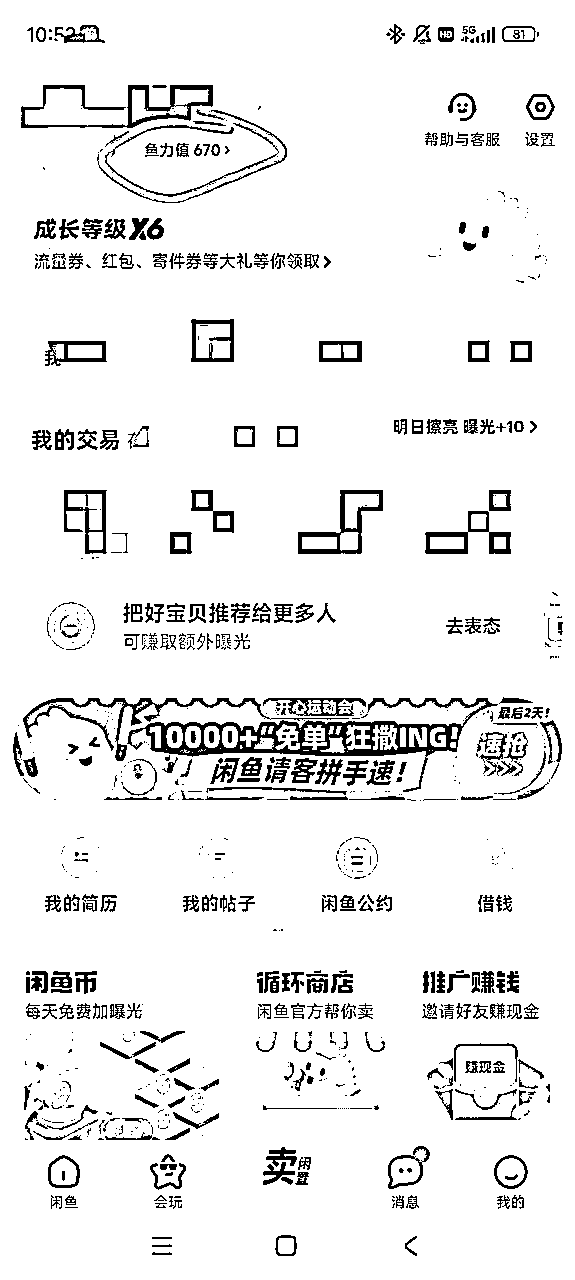 10:52
HD 5G 81
帮助与客服 设置
鱼力值 670 >
成长等级X6
流量券、红包、寄件券等大礼等你领取 >
我
我的交易
明日擦亮 曝光+10 >
把好宝贝推荐给更多人
可赚取额外曝光
去表态
开心运动会
最后2天!
10000+“免单”狂撒ING!
速抢
闲鱼请客拼手速!
我的简历 我的帖子 闲鱼公约 借钱
闲鱼币 循环商店 推广赚钱
每天免费加曝光 闲鱼官方帮你卖 邀请好友赚现金
赚现金
卖闲置
闲鱼 会玩 消息 我的